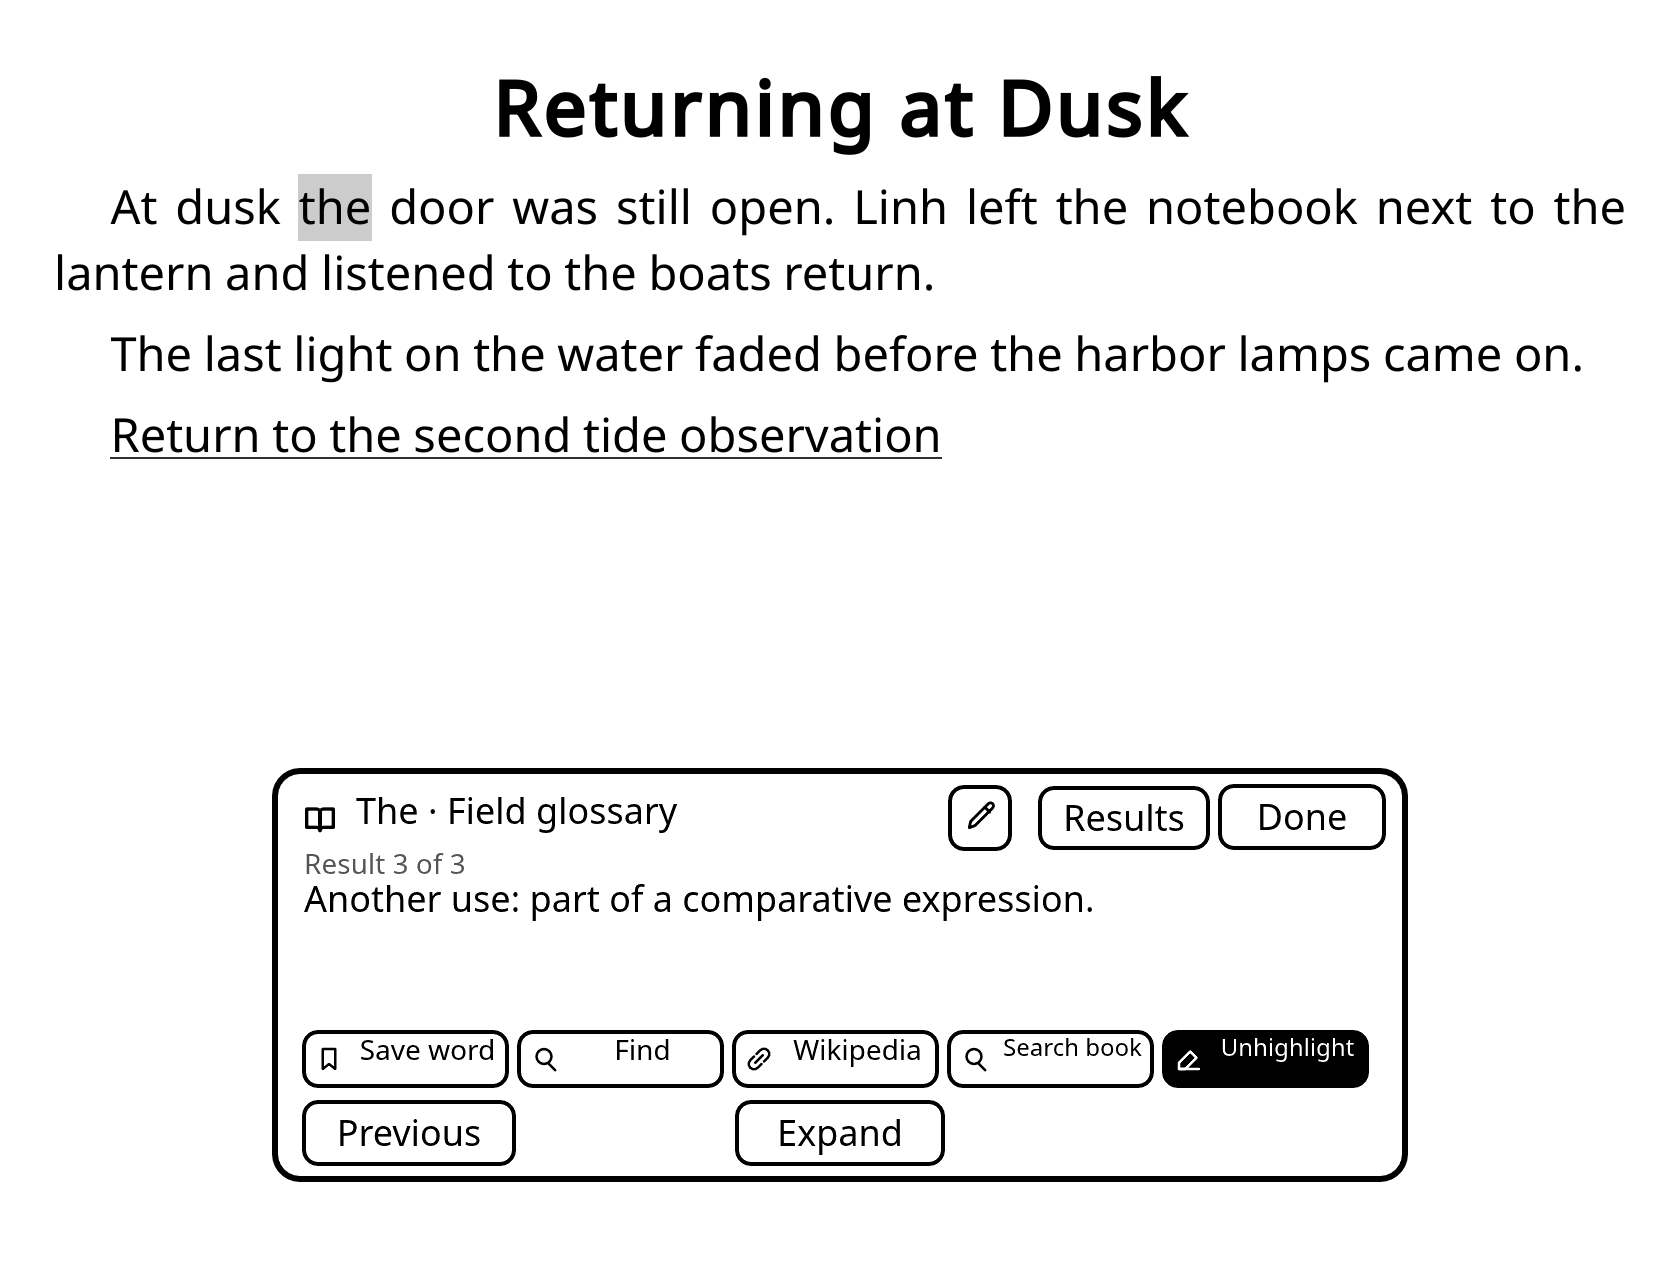 Returning at Dusk
At dusk the door was still open. Linh left the notebook next to the
lantern and listened to the boats return.
The last light on the water faded before the harbor lamps came on.
Return to the second tide observation
The · Field glossary
Results
Done
Result 3 of 3
Another use: part of a comparative expression.
Save word
Find
Wikipedia
Search book
Unhighlight
Previous
Expand